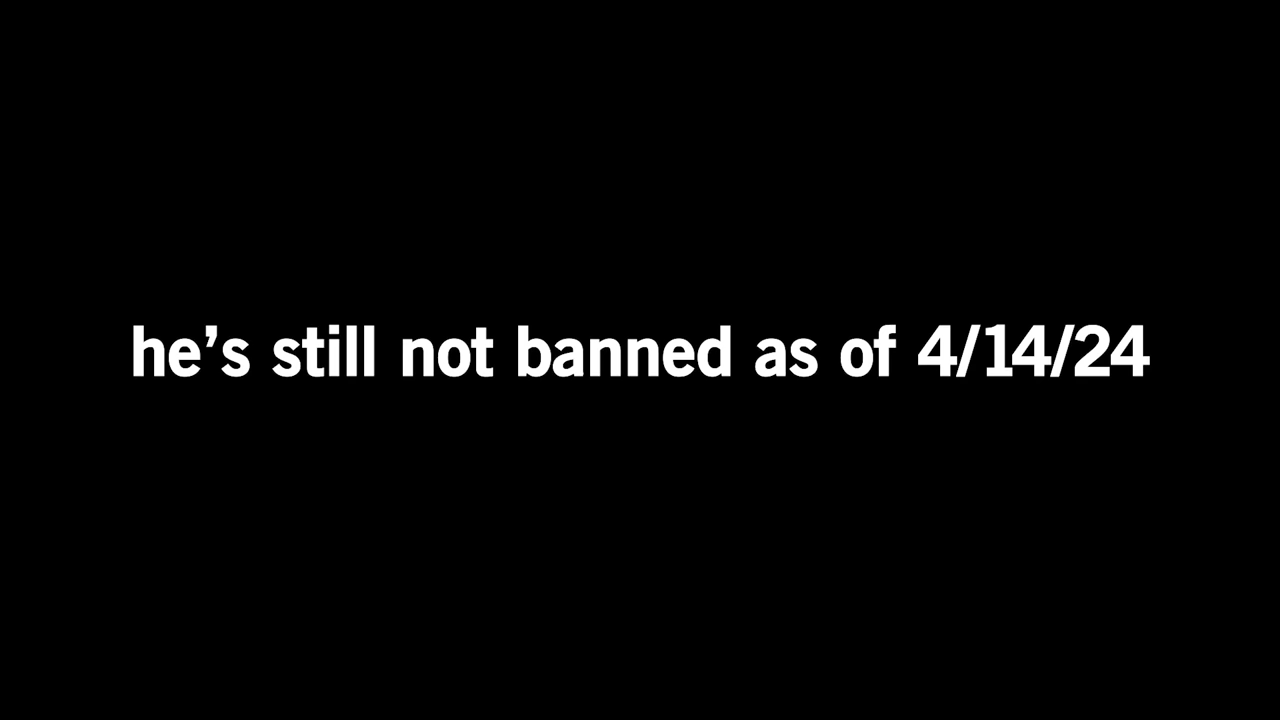 he’s still not banned as of 4/14/24